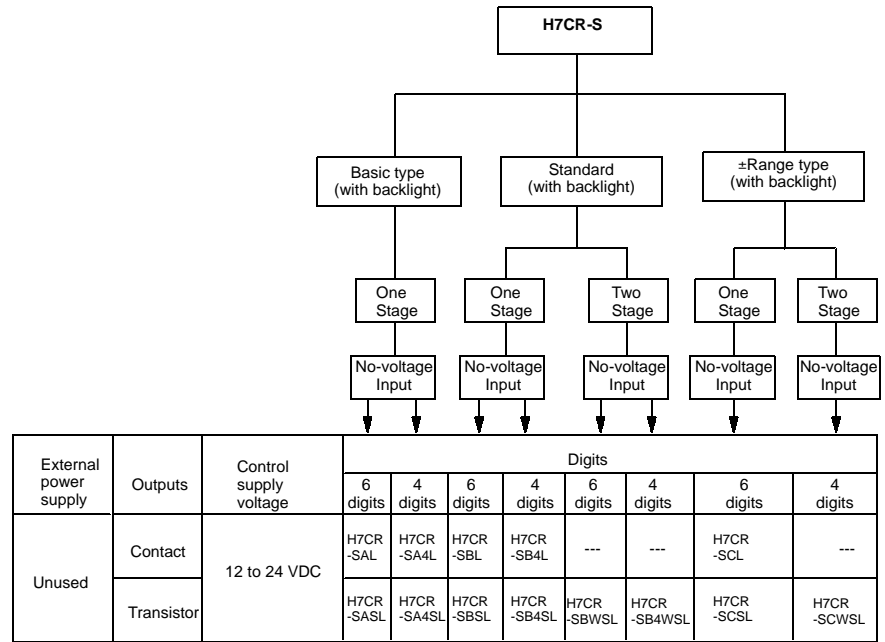 H7CR-S
Basic type
(with backlight)
Standard
(with backlight)
±Range type
(with backlight)
One
Stage
One
Stage
Two
Stage
One
Stage
Two
Stage
No-voltage
Input
No-voltage
Input
No-voltage
Input
No-voltage
Input
No-voltage
Input
External
power
supply
Outputs
Control
supply
voltage
Digits
6
digits
4
digits
6
digits
4
digits
6
digits
4
digits
6
digits
4
digits
Unused
Contact
12 to 24 VDC
H7CR
-SAL
H7CR
-SA4L
H7CR
-SBL
H7CR
-SB4L
---
---
H7CR
-SCL
---
Transistor
H7CR
-SASL
H7CR
-SA4SL
H7CR
-SBSL
H7CR
-SB4SL
H7CR
-SBWSL
H7CR
-SB4WSL
H7CR
-SCSL
H7CR
-SCWSL